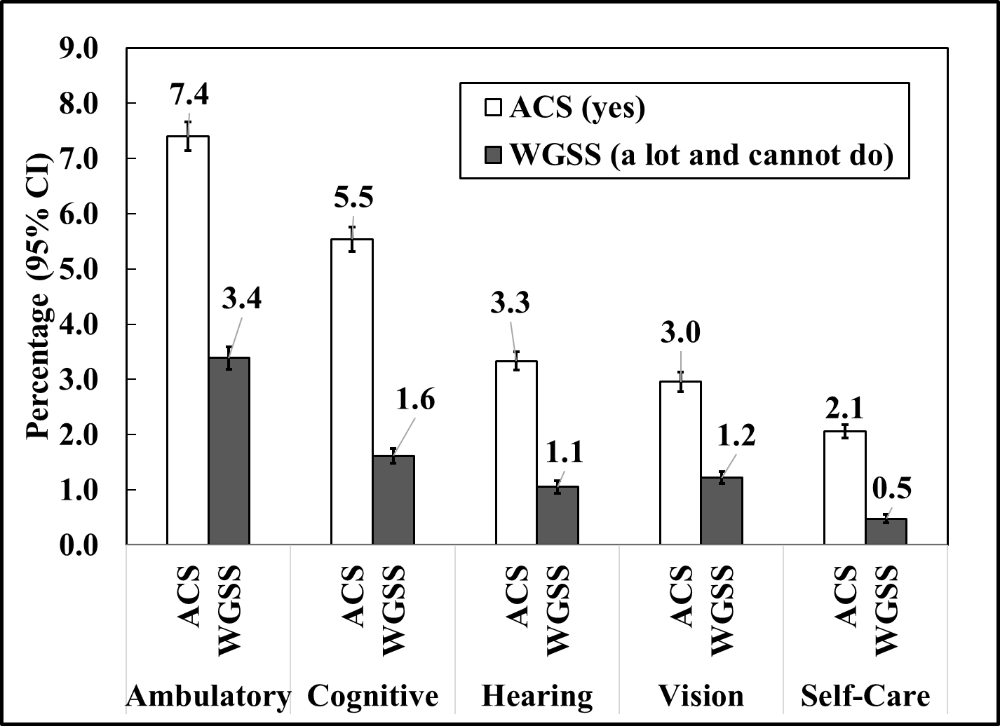 9.0
8.0
7.0
6.0
5.0
4.0
3.0
2.0
1.0
0.0
Percentage (95% CI)
ACS (yes)
WGSS (a lot and cannot do)
7.4
3.4
5.5
1.6
3.3
1.1
3.0
1.2
2.1
0.5
ACS
WGSS
ACS
WGSS
ACS
WGSS
ACS
WGSS
ACS
WGSS
Ambulatory
Cognitive
Hearing
Vision
Self-Care